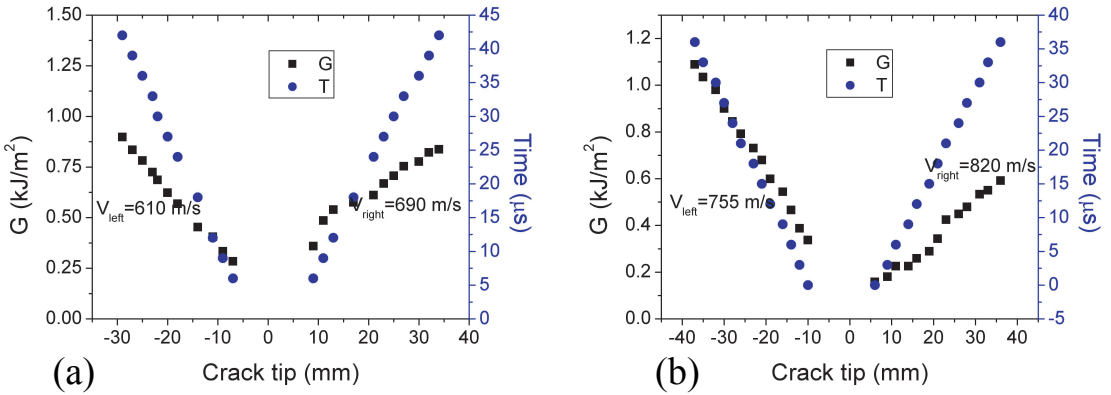 1.50
1.25
1.00
0.75
0.50
0.25
0.00
G (kJ/m²)
45
40
35
30
25
20
15
10
5
0
Time (μs)
G
T
V_left=610 m/s
V_right=690 m/s
-30 -20 -10 0 10 20 30 40
Crack tip (mm)
(a)
1.2
1.0
0.8
0.6
0.4
0.2
0.0
G (kJ/m²)
40
35
30
25
20
15
10
5
0
-5
Time (μs)
G
T
V_left=755 m/s
V_right=820 m/s
-40 -30 -20 -10 0 10 20 30 40
Crack tip (mm)
(b)